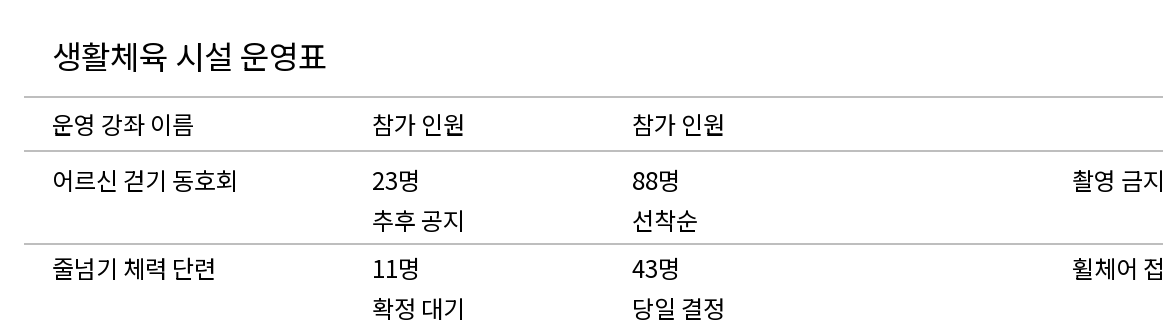 생활체육 시설 운영표
운영 강좌 이름 참가 인원 참가 인원
어르신 걷기 동호회 23명 88명 촬영 금지
추후 공지 선착순
줄넘기 체력 단련 11명 43명 휠체어 접
확정 대기 당일 결정